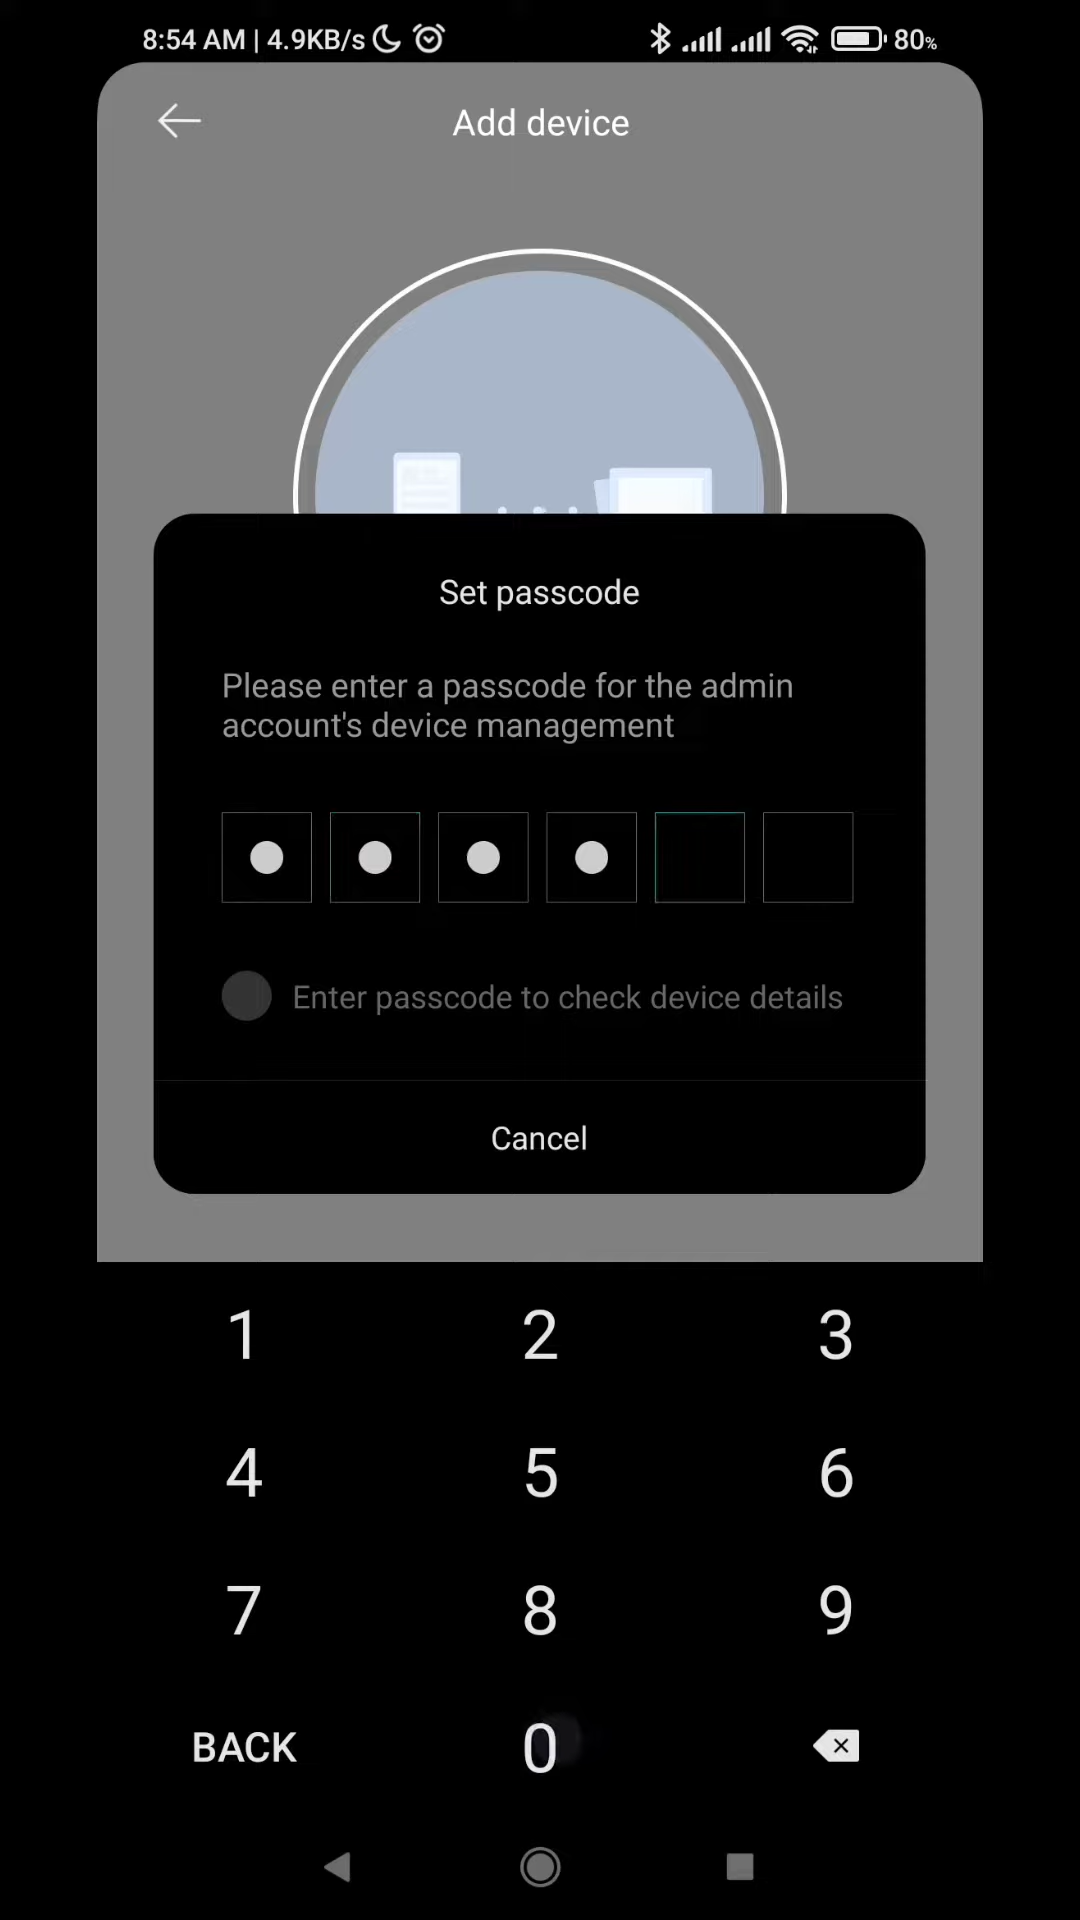 8:54 AM | 4.9KB/s 80%
Add device
Set passcode
Please enter a passcode for the admin
account's device management
Enter passcode to check device details
Cancel
1 2 3
4 5 6
7 8 9
BACK 0